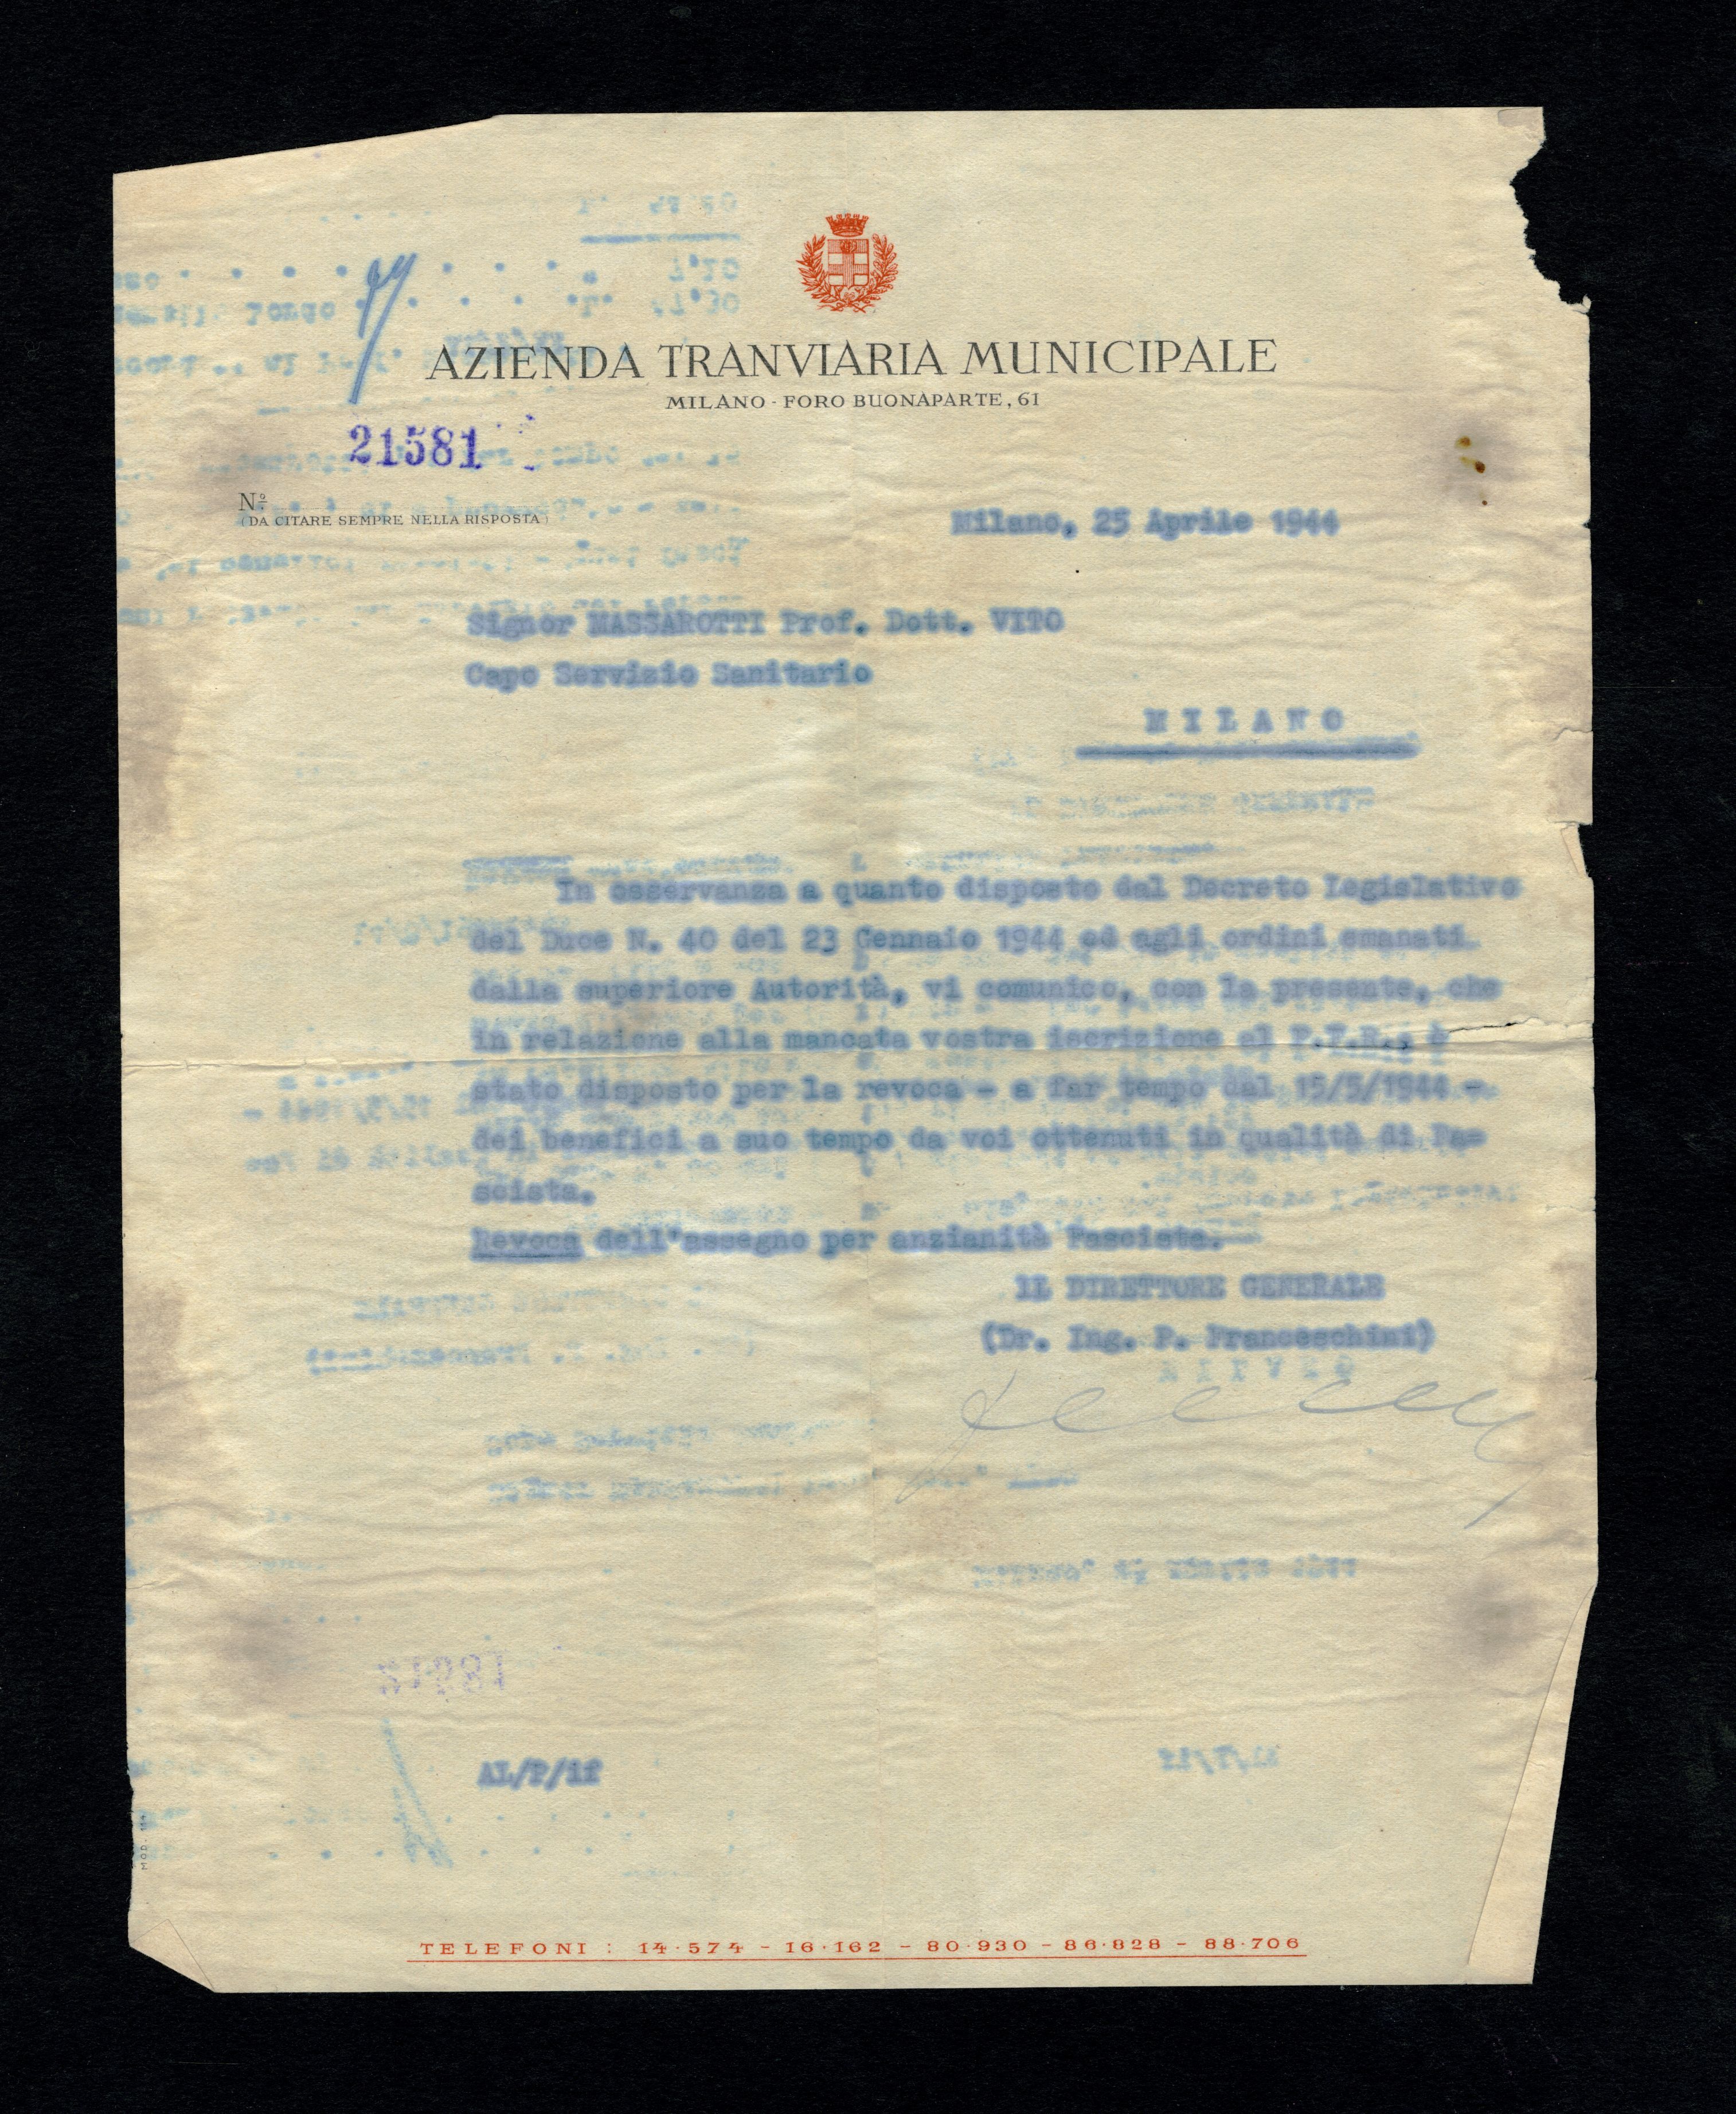 AZIENDA TRANVIARIA MUNICIPALE
MILANO - FORO BUONAPARTE, 61
21581
Nº
(DA CITARE SEMPRE NELLA RISPOSTA)
Milano, 25 Aprile 1944
Signor MASSAROTTI Prof. Dott. VITO
Capo Servizio Sanitario
MILANO
In osservanza a quanto disposto dal Decreto Legislativo
del Duce N. 40 del 23 Gennaio 1944 ed agli ordini emanati
dalla superiore Autorità, vi comunico, con la presente, che
in relazione alla mancata vostra iscrizione al P.F.R., è
stato disposto per la revoca - a far tempo dal 15/5/1944 -
dei benefici a suo tempo da voi ottenuti in qualità di Fa=
scista.
Revoca dell'assegno per anzianità Fascista.
IL DIRETTORE GENERALE
(Dr. Ing. P. Franceschini)
AL/P/if
TELEFONI : 14·574 - 16·162 - 80·930 - 86·828 - 88·706